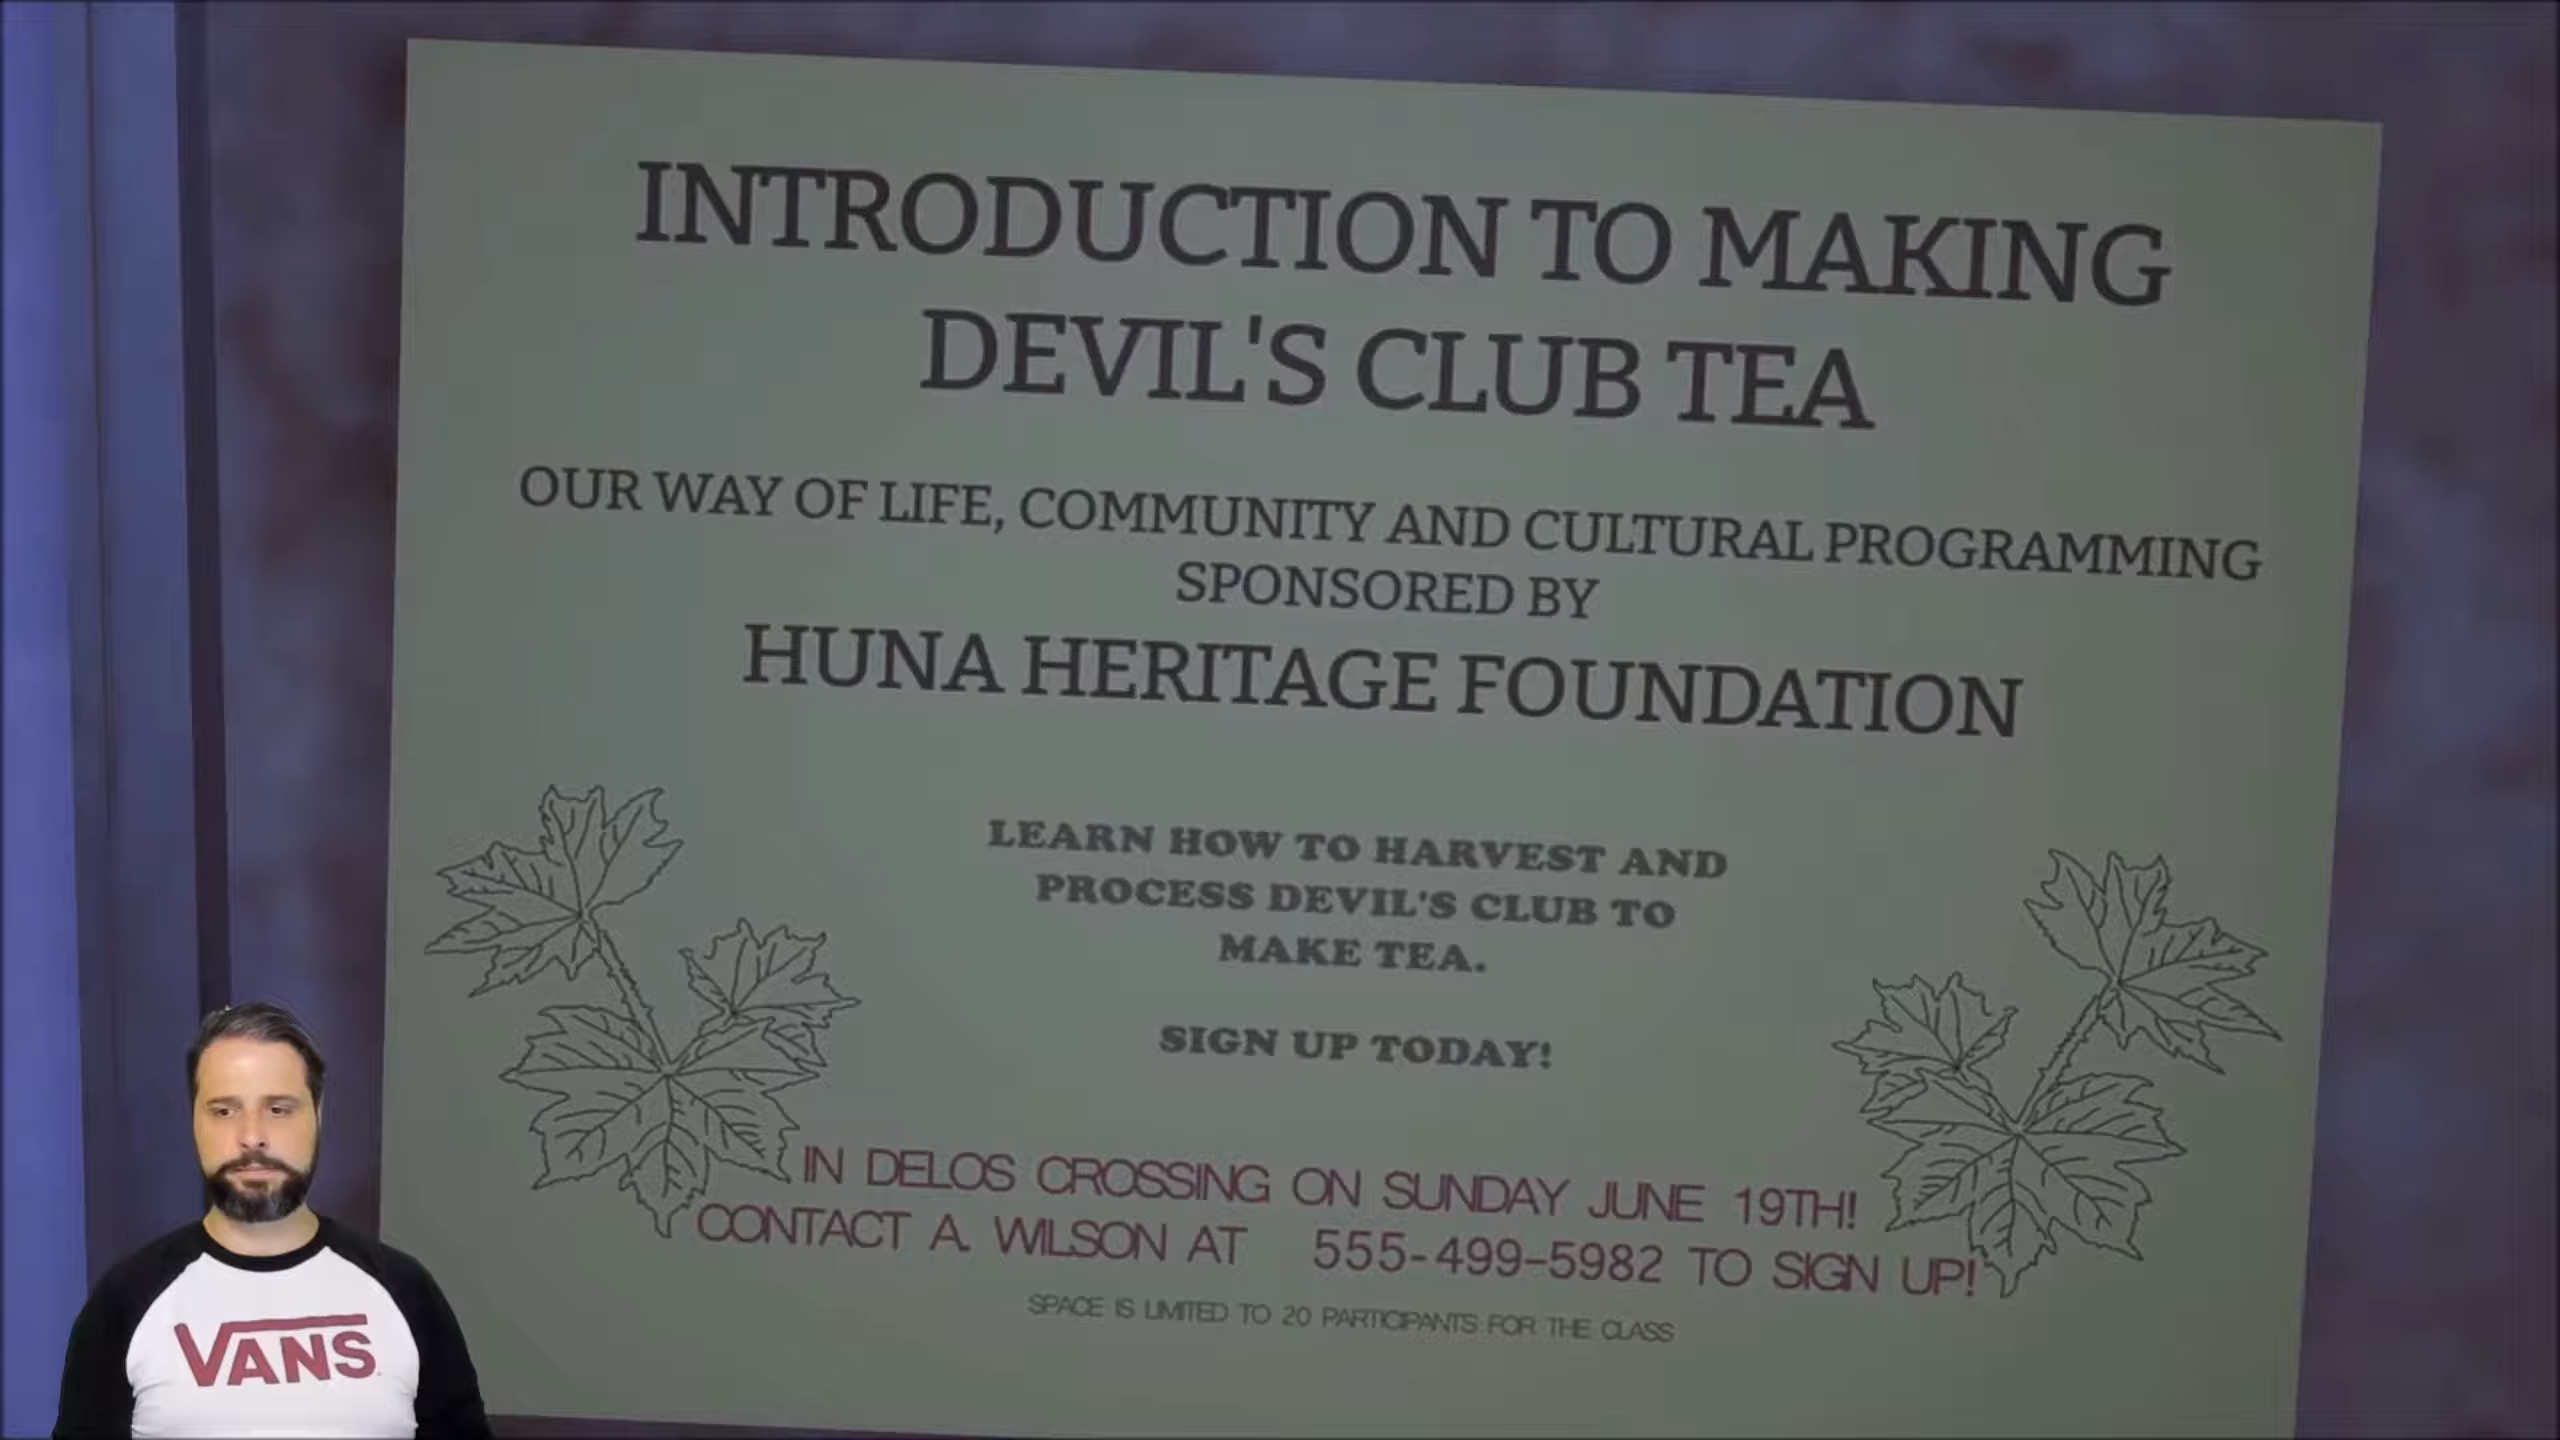 INTRODUCTION TO MAKING
DEVIL'S CLUB TEA
OUR WAY OF LIFE, COMMUNITY AND CULTURAL PROGRAMMING
SPONSORED BY
HUNA HERITAGE FOUNDATION
LEARN HOW TO HARVEST AND
PROCESS DEVIL'S CLUB TO
MAKE TEA.
SIGN UP TODAY!
IN DELOS CROSSING ON SUNDAY JUNE 19TH!
CONTACT A. WILSON AT 555-499-5982 TO SIGN UP!
SPACE IS LIMITED TO 20 PARTICIPANTS FOR THE CLASS
VANS